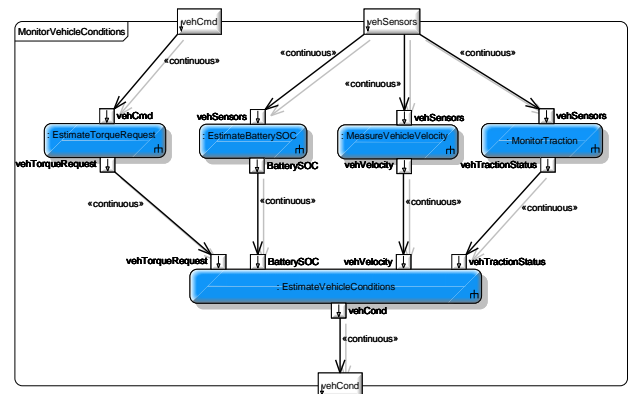 vehCmd
vehSensors
MonitorVehicleConditions
«continuous»
«continuous»
«continuous»
«continuous»
vehCmd
vehSensors
vehSensors
vehSensors
: EstimateTorqueRequest
: EstimateBatterySOC
: MeasureVehicleVelocity
: MonitorTraction
vehTorqueRequest
BatterySOC
vehVelocity
vehTractionStatus
«continuous»
«continuous»
«continuous»
«continuous»
vehTorqueRequest
BatterySOC
vehVelocity
vehTractionStatus
: EstimateVehicleConditions
vehCond
«continuous»
vehCond